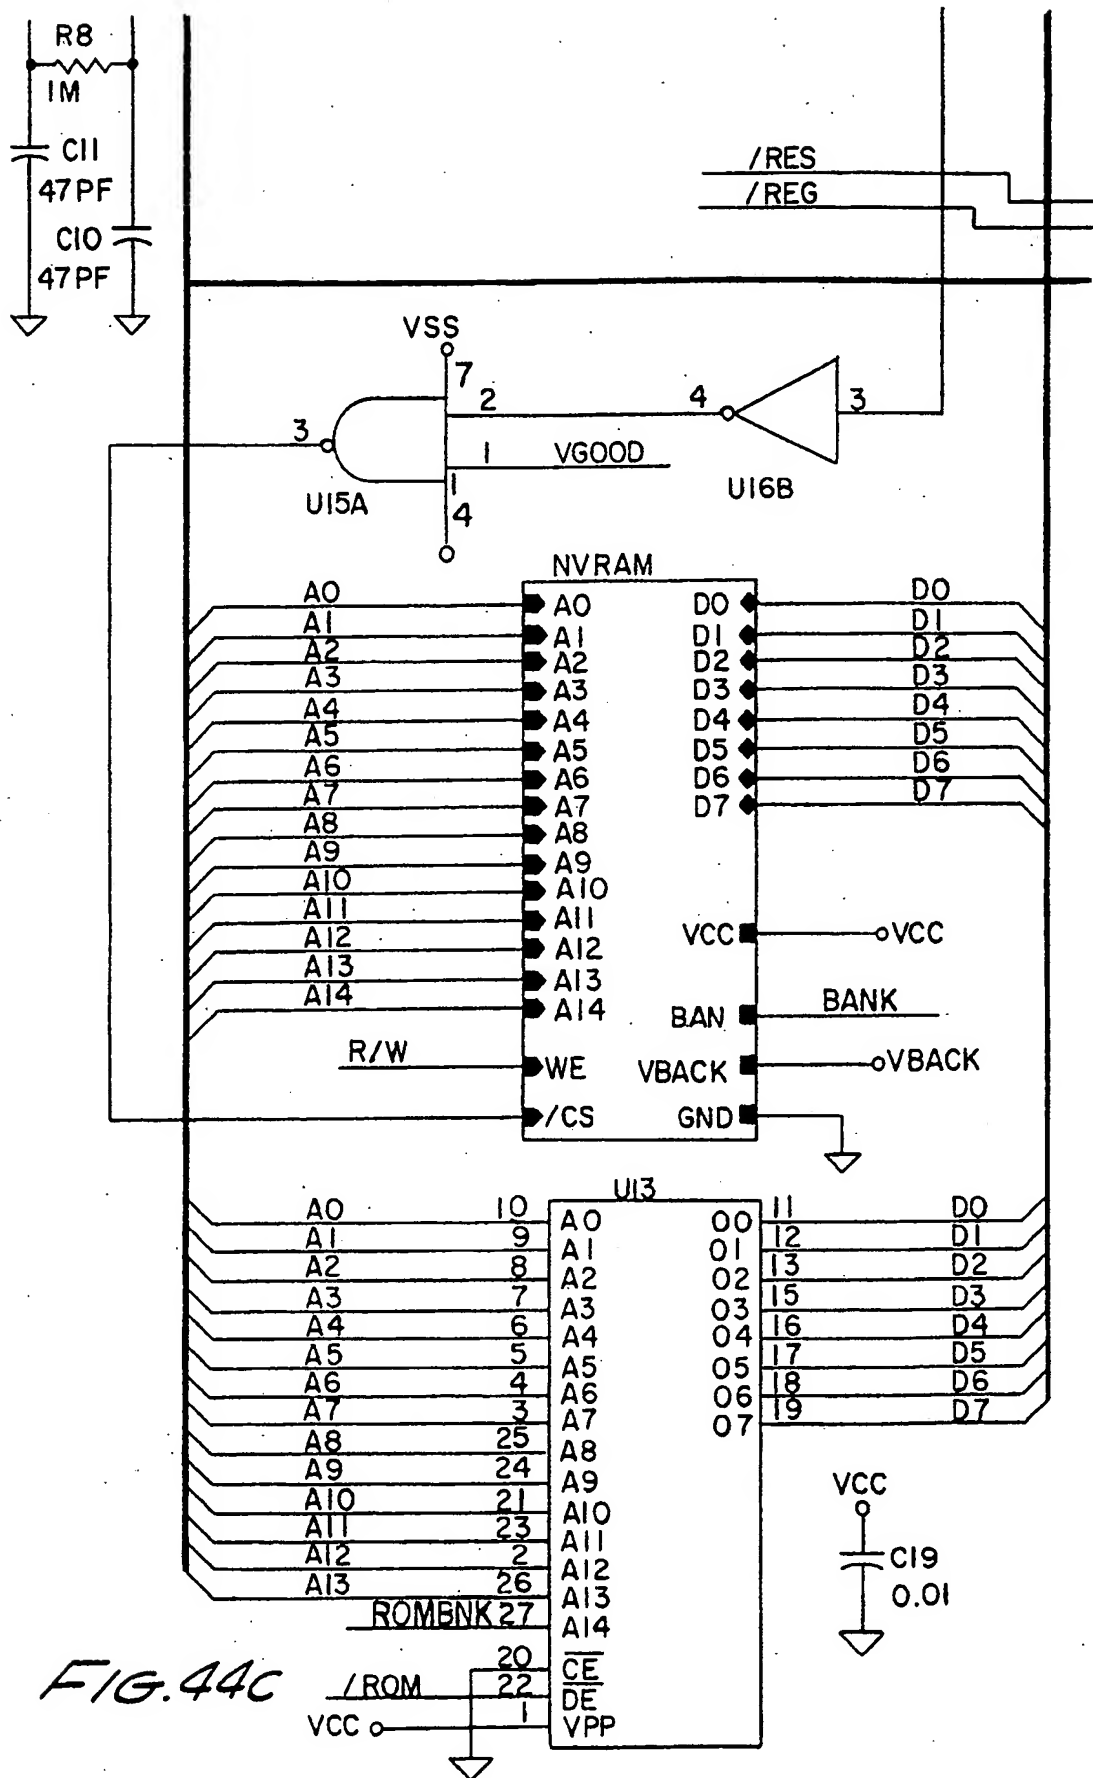 R8
1M
C11
47PF
C10
47PF
/RES
/REG
VSS
7
2
4
3
3
1
VGOOD
U15A
1
4
U16B
NVRAM
A0 A0 D0 D0
A1 A1 D1 D1
A2 A2 D2 D2
A3 A3 D3 D3
A4 A4 D4 D4
A5 A5 D5 D5
A6 A6 D6 D6
A7 A7 D7 D7
A8 A8
A9 A9
A10 A10
A11 A11
A12 A12 VCC VCC
A13 A13
A14 A14 BAN BANK
R/W WE VBACK VBACK
/CS GND
U13
A0 10 A0 O0 11 D0
A1 9 A1 O1 12 D1
A2 8 A2 O2 13 D2
A3 7 A3 O3 15 D3
A4 6 A4 O4 16 D4
A5 5 A5 O5 17 D5
A6 4 A6 O6 18 D6
A7 3 A7 O7 19 D7
A8 25 A8
A9 24 A9
A10 21 A10
A11 23 A11
A12 2 A12
A13 26 A13
ROMBNK 27 A14
20 CE
/ROM 22 DE
VCC 1 VPP
VCC
C19
0.01
FIG. 44C